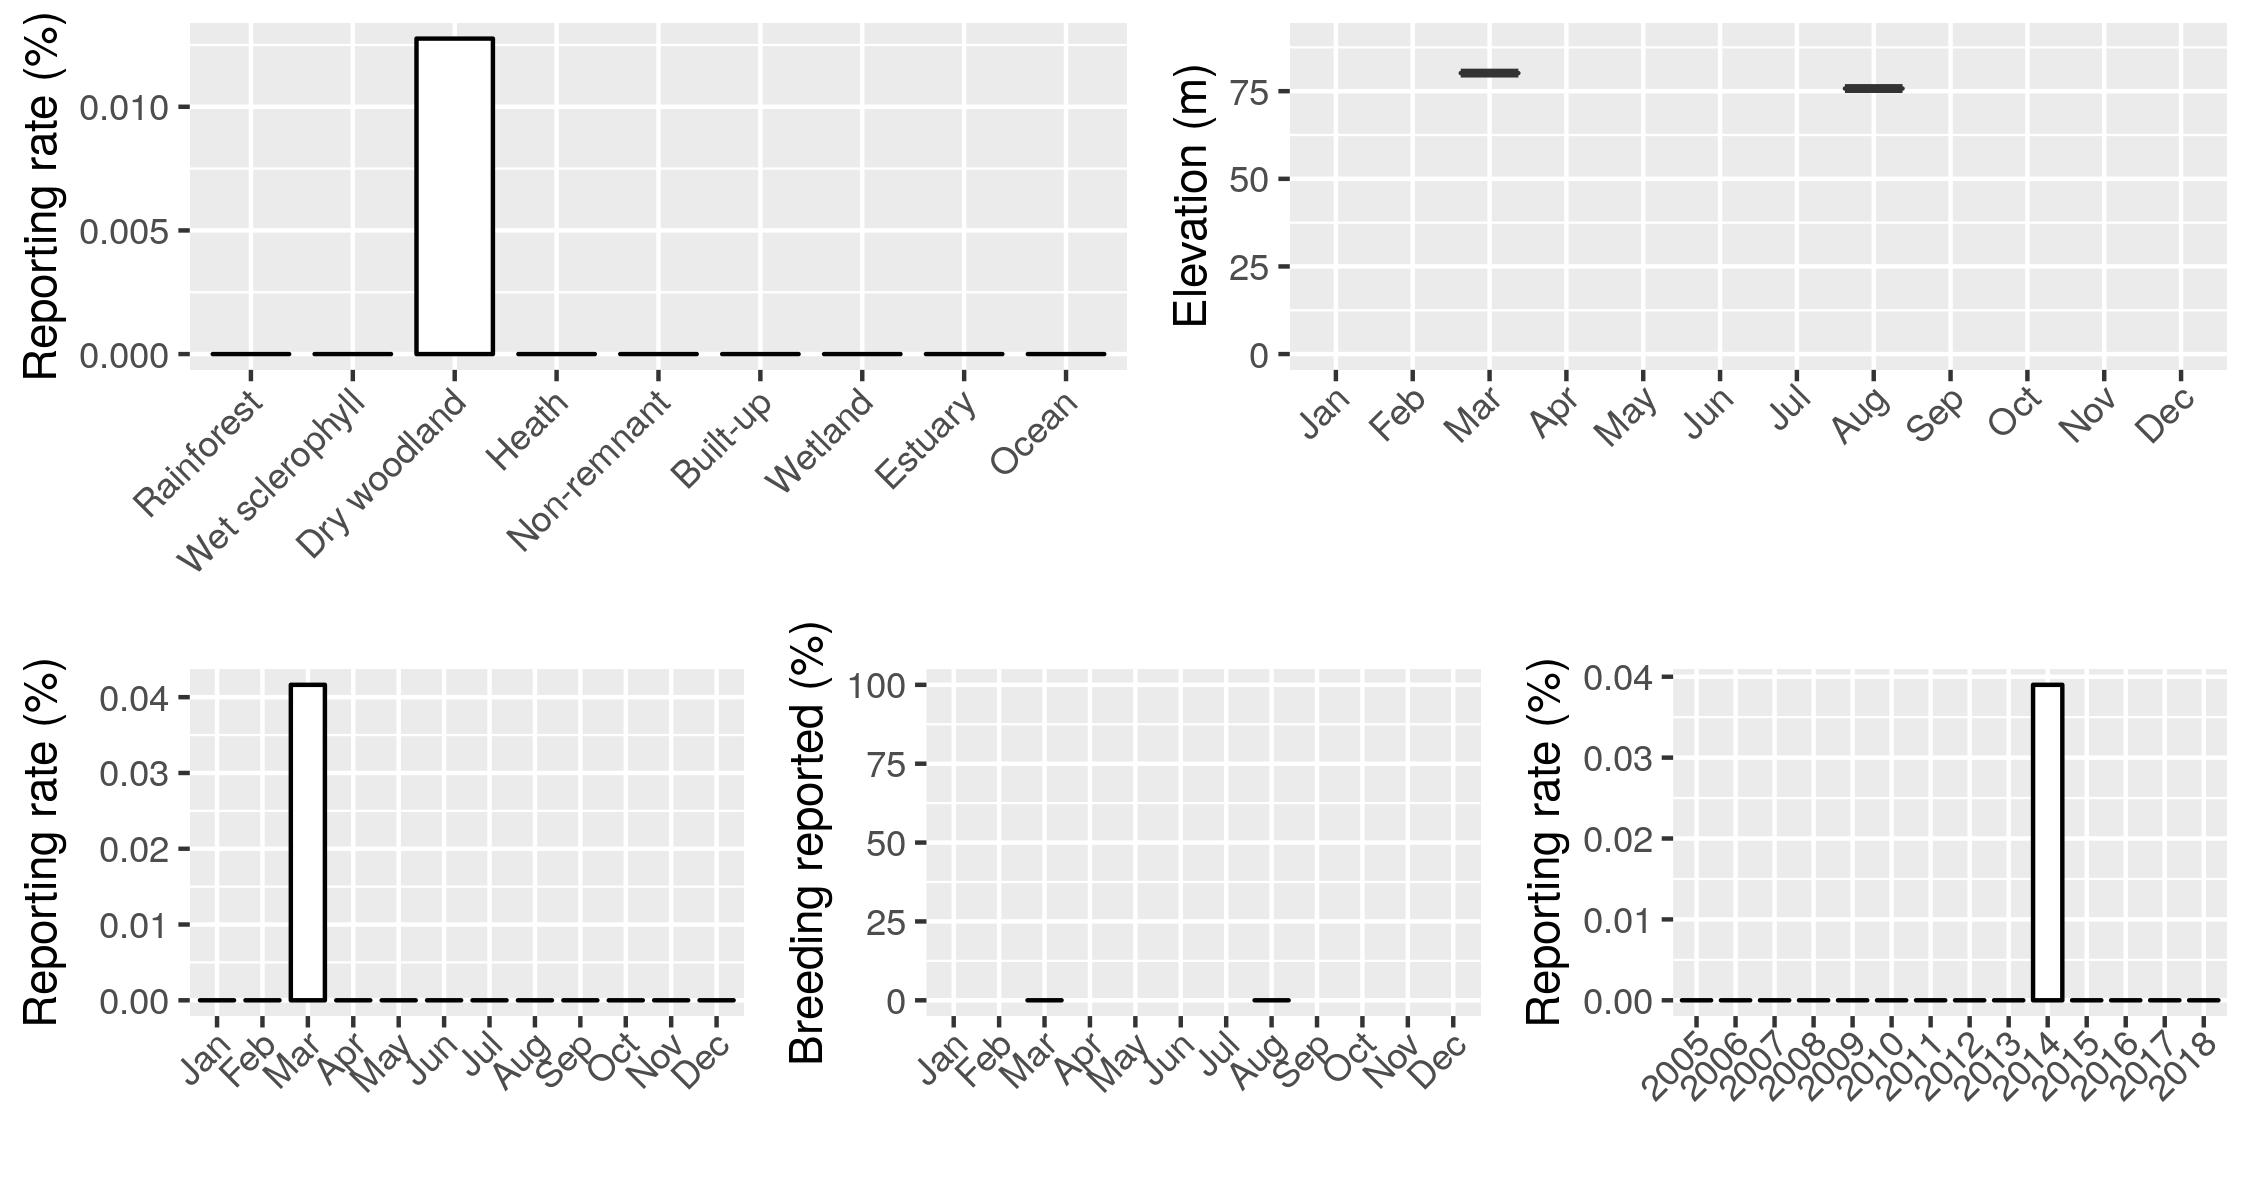 Reporting rate (%)
0.010
0.005
0.000
Rainforest
Wet sclerophyll
Dry woodland
Heath
Non-remnant
Built-up
Wetland
Estuary
Ocean
Elevation (m)
75
50
25
0
Jan
Feb
Mar
Apr
May
Jun
Jul
Aug
Sep
Oct
Nov
Dec
Reporting rate (%)
0.04
0.03
0.02
0.01
0.00
Jan
Feb
Mar
Apr
May
Jun
Jul
Aug
Sep
Oct
Nov
Dec
Breeding reported (%)
100
75
50
25
0
Jan
Feb
Mar
Apr
May
Jun
Jul
Aug
Sep
Oct
Nov
Dec
Reporting rate (%)
0.04
0.03
0.02
0.01
0.00
2005
2006
2007
2008
2009
2010
2011
2012
2013
2014
2015
2016
2017
2018